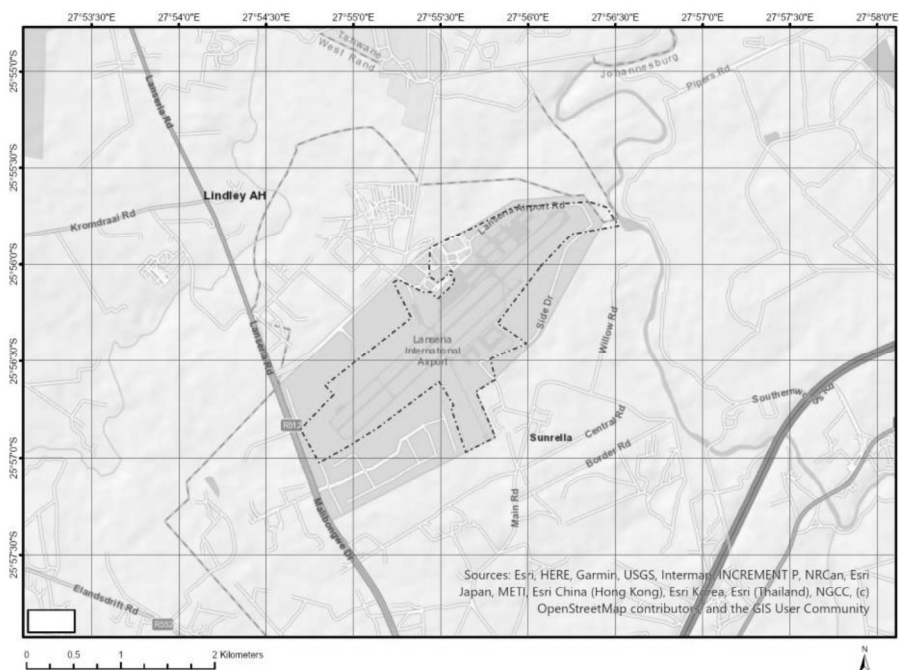 27°53'30"E 27°54'0"E 27°54'30"E 27°55'0"E 27°55'30"E 27°56'0"E 27°56'30"E 27°57'0"E 27°57'30"E 27°58'0"E
25°55'0"S
25°55'30"S
25°56'0"S
25°56'30"S
25°57'0"S
25°57'30"S
Tshwane
West Rand
Johannesburg
Pipers Rd
Lanseria Rd
Lindley AH
Kromdraai Rd
Lanseria Airport Rd
Side Dr
Willow Rd
Lanseria Rd
Lanseria
International
Airport
R512
Sunrella
Central Rd
Border Rd
Main Rd
Malibongwe Dr
Elandsdrift Rd
R552
Sources: Esri, HERE, Garmin, USGS, Intermap, INCREMENT P, NRCan, Esri
Japan, METI, Esri China (Hong Kong), Esri Korea, Esri (Thailand), NGCC, (c)
OpenStreetMap contributors, and the GIS User Community
0 0.5 1 2 Kilometers
N